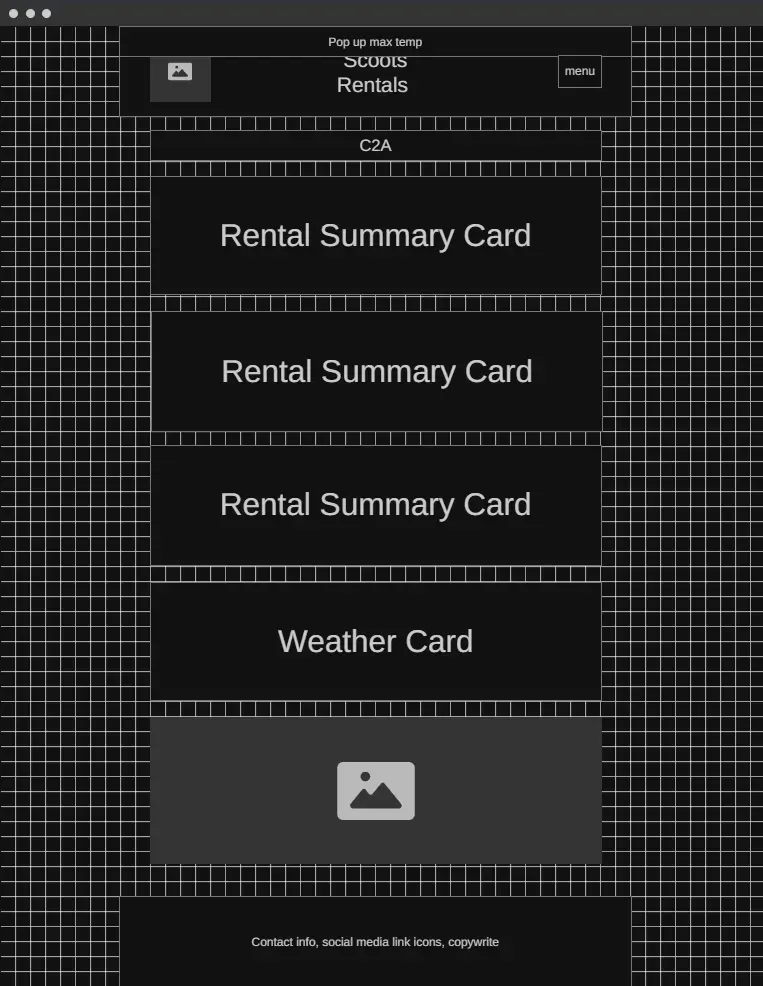 Pop up max temp
Scoots
Rentals
menu
C2A
Rental Summary Card
Rental Summary Card
Rental Summary Card
Weather Card
Contact info, social media link icons, copywrite